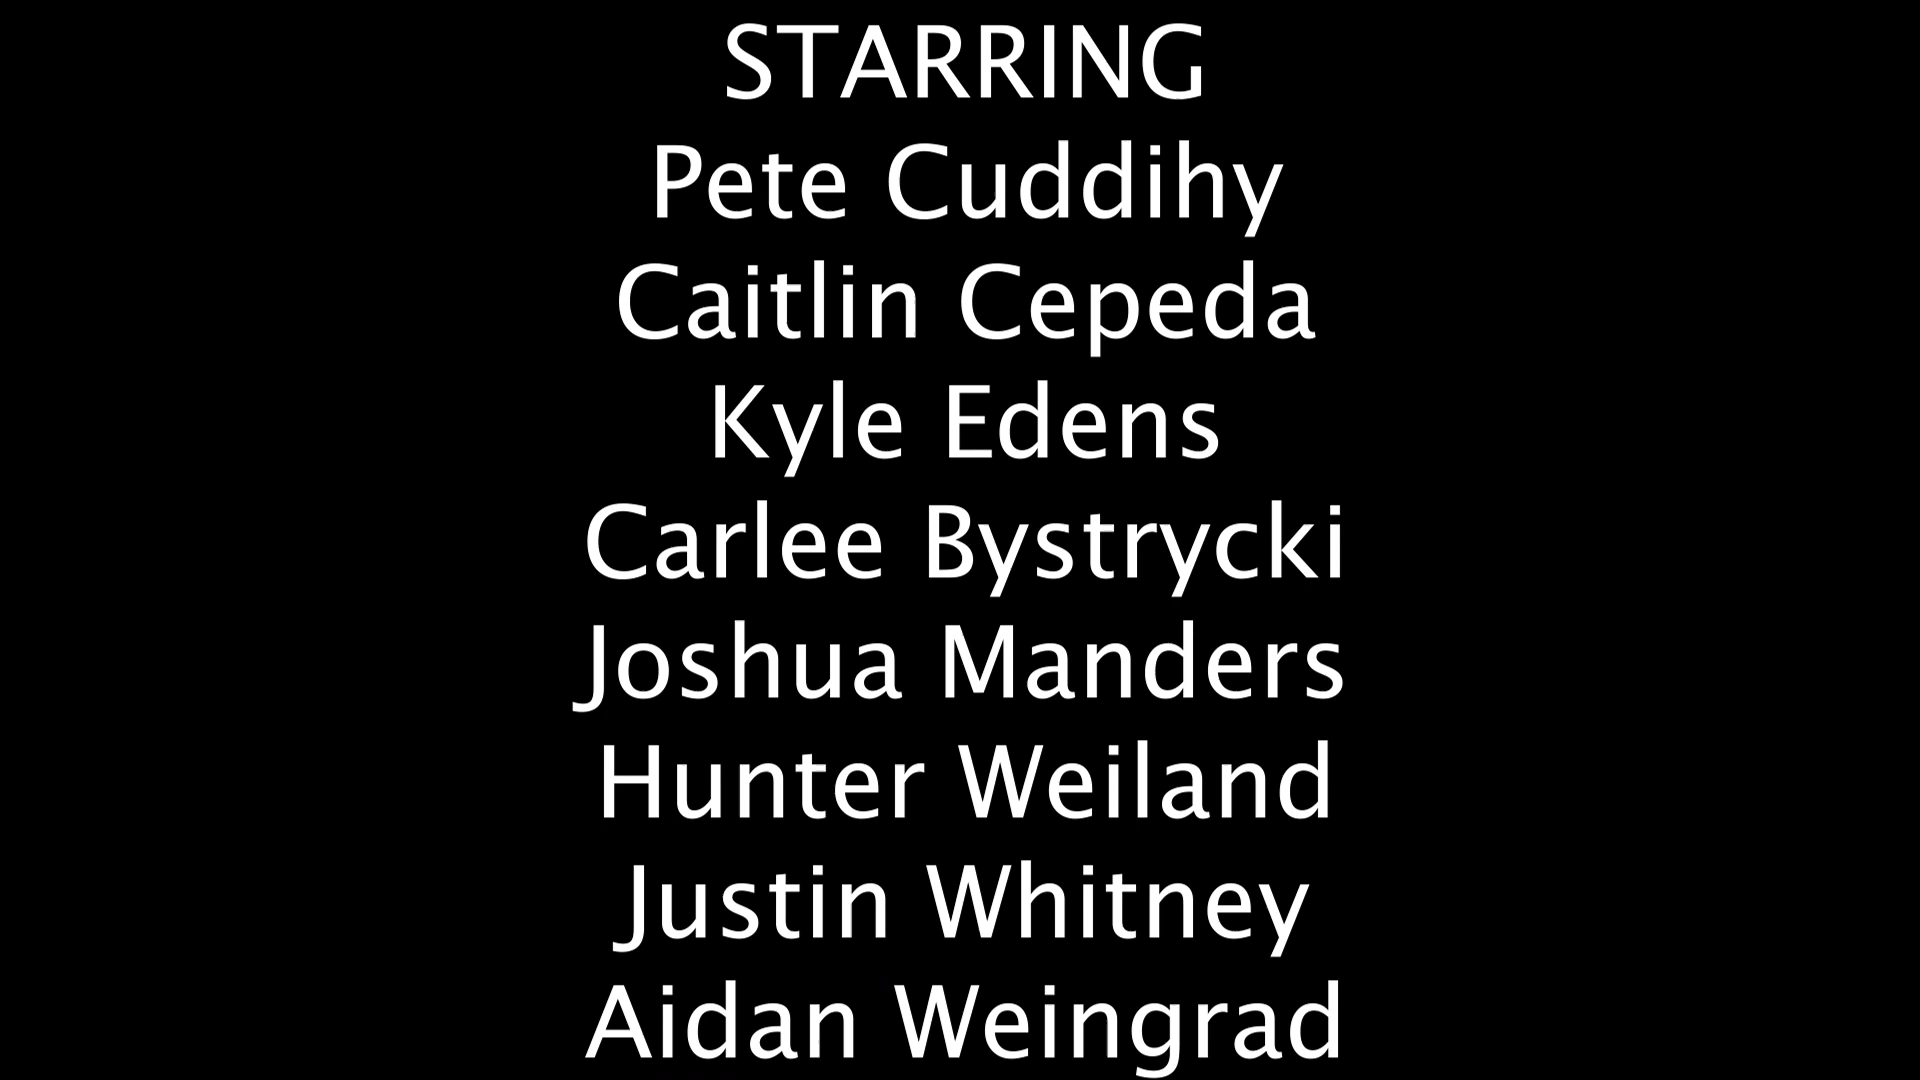 STARRING
Pete Cuddihy
Caitlin Cepeda
Kyle Edens
Carlee Bystrycki
Joshua Manders
Hunter Weiland
Justin Whitney
Aidan Weingrad